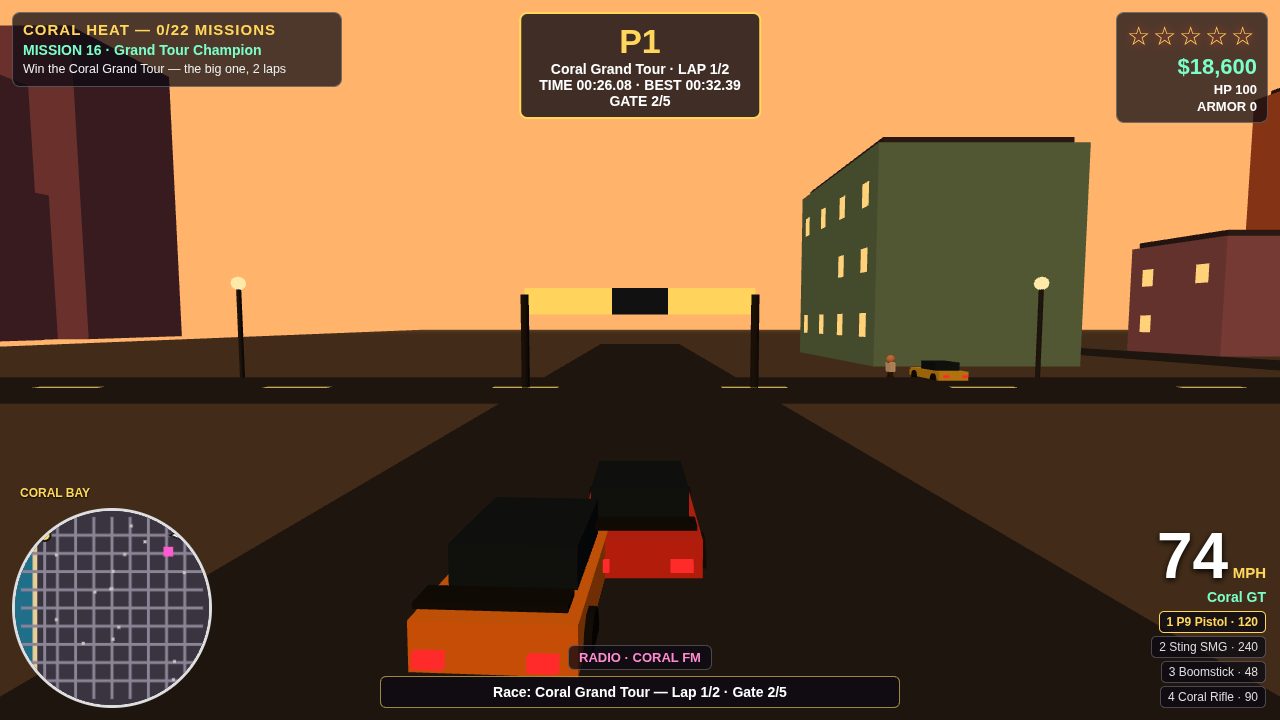 CORAL HEAT — 0/22 MISSIONS
MISSION 16 · Grand Tour Champion
Win the Coral Grand Tour — the big one, 2 laps
P1
Coral Grand Tour · LAP 1/2
TIME 00:26.08 · BEST 00:32.39
GATE 2/5
☆☆☆☆☆
$18,600
HP 100
ARMOR 0
CORAL BAY
74 MPH
Coral GT
1 P9 Pistol · 120
2 Sting SMG · 240
3 Boomstick · 48
4 Coral Rifle · 90
RADIO · CORAL FM
Race: Coral Grand Tour — Lap 1/2 · Gate 2/5